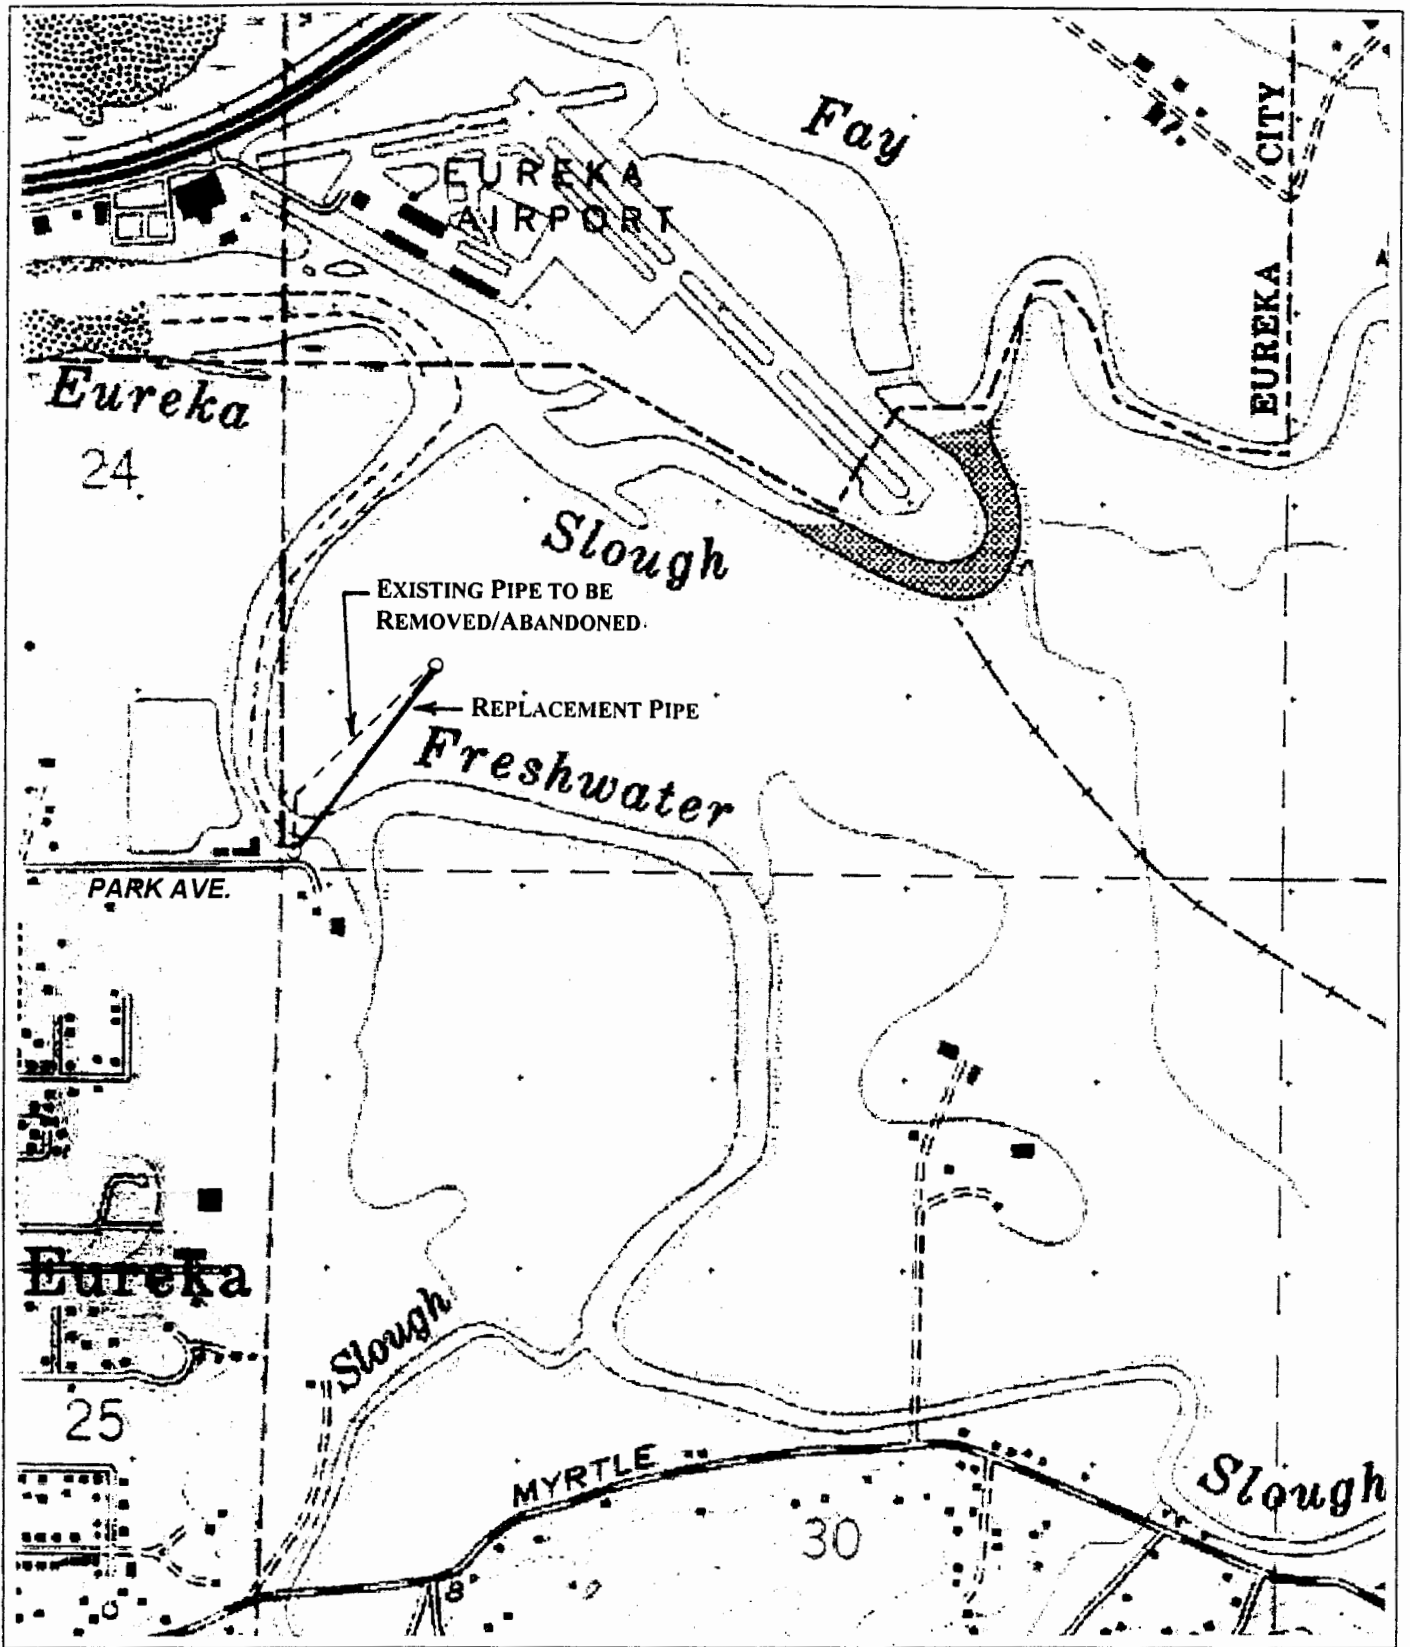 Fay
CITY
EUREKA
AIRPORT
EUREKA
Eureka
24
Slough
EXISTING PIPE TO BE
REMOVED/ABANDONED
REPLACEMENT PIPE
Freshwater
PARK AVE.
Eureka
Slough
25
MYRTLE
Slough
30
8